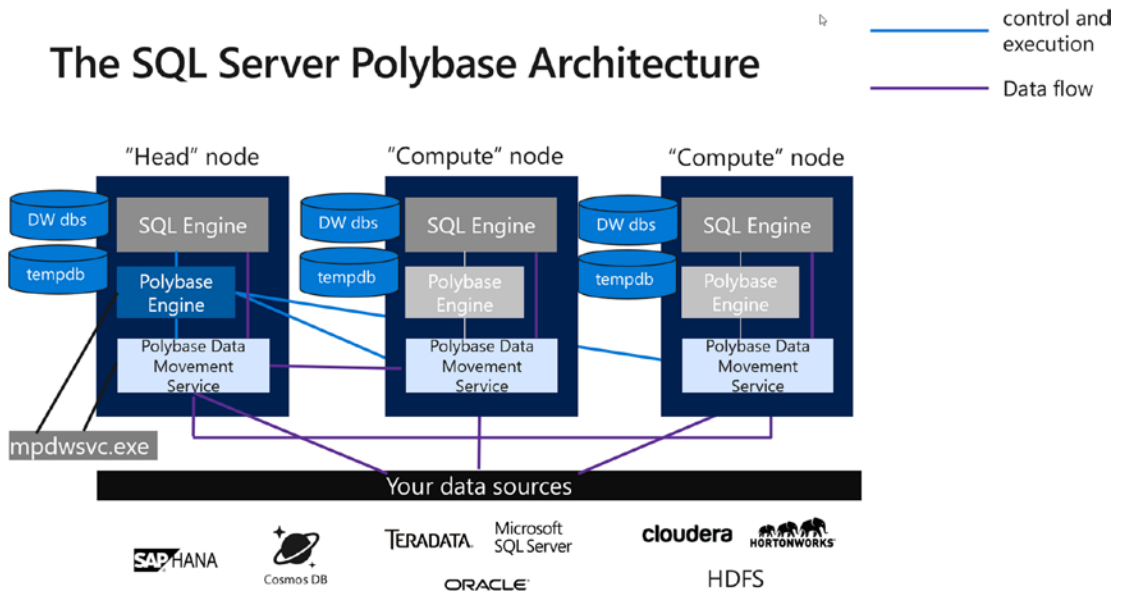 control and
execution
The SQL Server Polybase Architecture
Data flow
"Head" node
"Compute" node
"Compute" node
DW dbs
SQL Engine
DW dbs
SQL Engine
DW dbs
SQL Engine
tempdb
Polybase
Engine
tempdb
Polybase
Engine
tempdb
Polybase
Engine
Polybase Data
Movement
Service
Polybase Data
Movement
Service
Polybase Data
Movement
Service
mpdwsvc.exe
Your data sources
SAP HANA
Cosmos DB
TERADATA.
Microsoft
SQL Server
ORACLE
cloudera
HORTONWORKS
HDFS